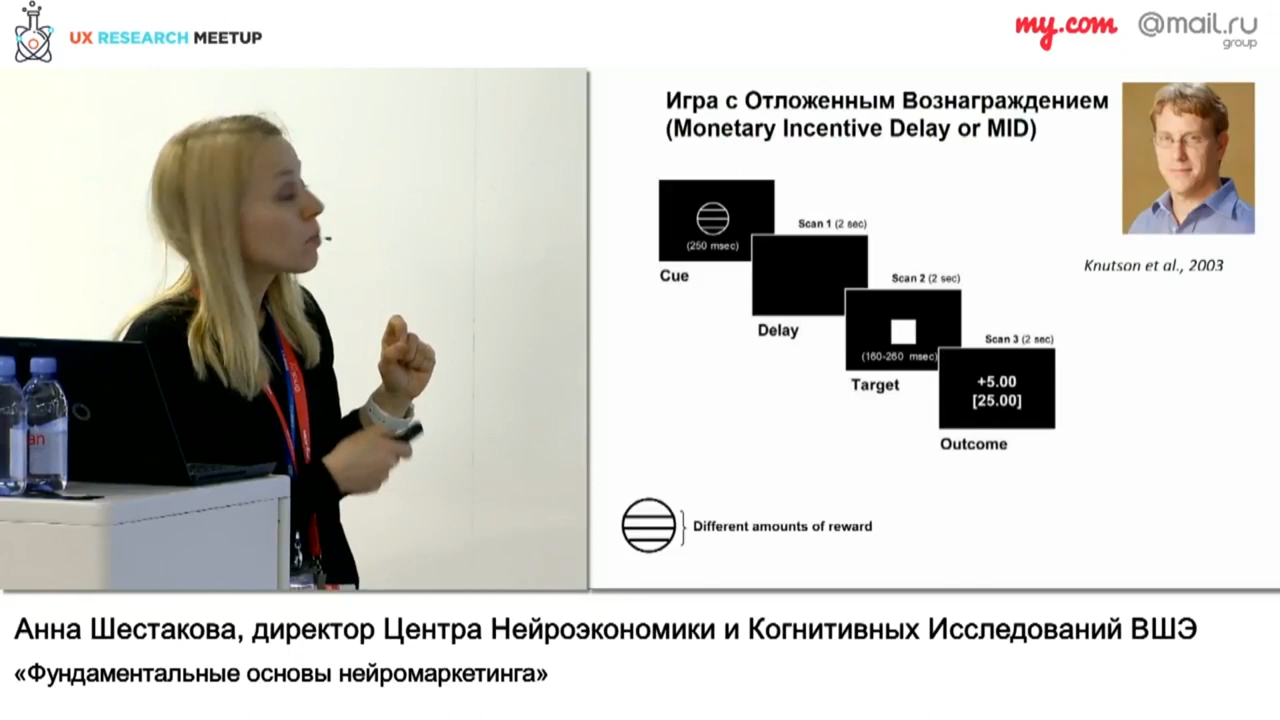 UX RESEARCH MEETUP
my.com @mail.ru
group
Игра с Отложенным Вознаграждением
(Monetary Incentive Delay or MID)
Scan 1 (2 sec)
(250 msec)
Cue
Knutson et al., 2003
Scan 2 (2 sec)
Delay
Scan 3 (2 sec)
(160-260 msec)
Target
+5.00
[25.00]
Outcome
Different amounts of reward
Анна Шестакова, директор Центра Нейроэкономики и Когнитивных Исследований ВШЭ
«Фундаментальные основы нейромаркетинга»